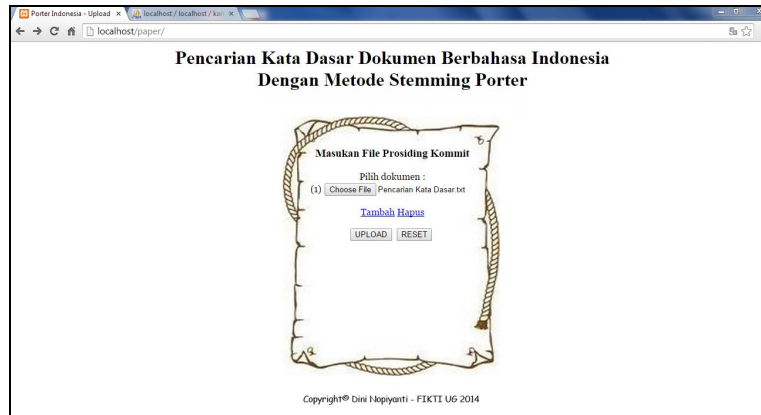 Porter Indonesia - Upload
localhost / localhost / kam
localhost/paper/
Pencarian Kata Dasar Dokumen Berbahasa Indonesia
Dengan Metode Stemming Porter
Masukan File Prosiding Kommit
Pilih dokumen :
(1) Choose File Pencarian Kata Dasar.txt
Tambah Hapus
UPLOAD RESET
Copyright© Dini Nopiyanti - FIKTI UG 2014